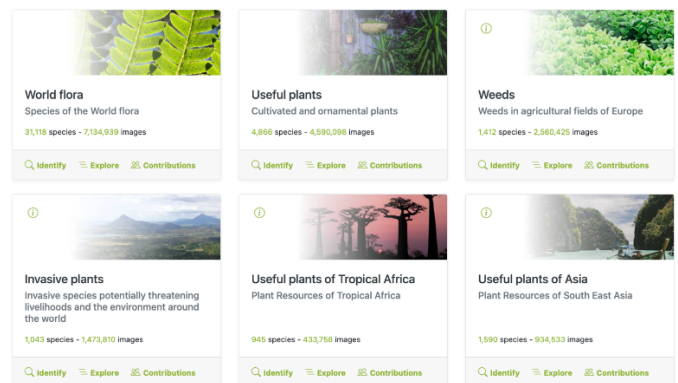 World flora
Species of the World flora
31,118 species - 7,134,939 images
Identify Explore Contributions
Useful plants
Cultivated and ornamental plants
4,866 species - 4,590,098 images
Identify Explore Contributions
Weeds
Weeds in agricultural fields of Europe
1,412 species - 2,560,425 images
Identify Explore Contributions
Invasive plants
Invasive species potentially threatening
livelihoods and the environment around
the world
1,043 species - 1,473,810 images
Identify Explore Contributions
Useful plants of Tropical Africa
Plant Resources of Tropical Africa
945 species - 433,758 images
Identify Explore Contributions
Useful plants of Asia
Plant Resources of South East Asia
1,590 species - 934,533 images
Identify Explore Contributions